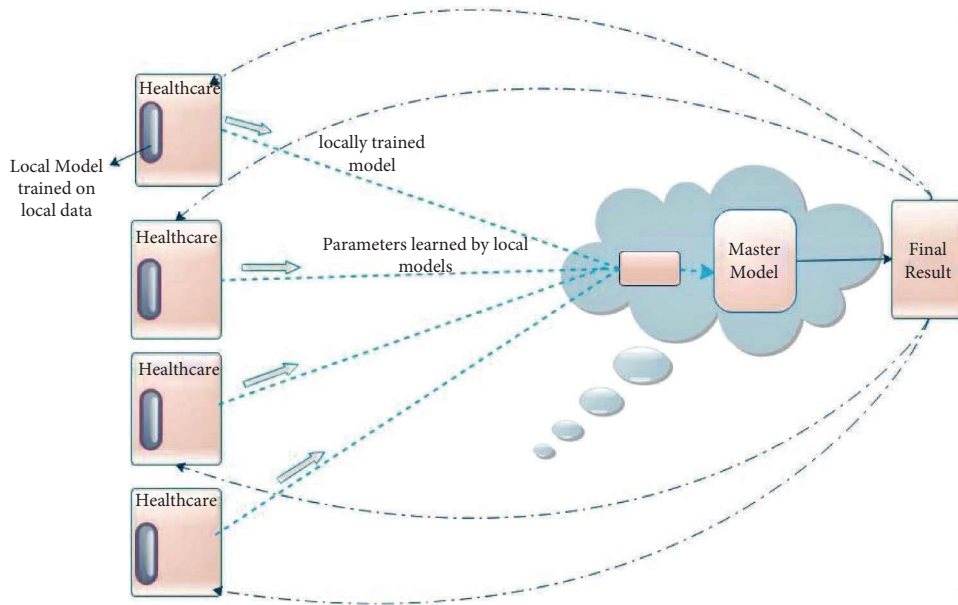 Healthcare
Local Model
trained on
local data
locally trained
model
Healthcare
Parameters learned by local
models
Master
Model
Final
Result
Healthcare
Healthcare